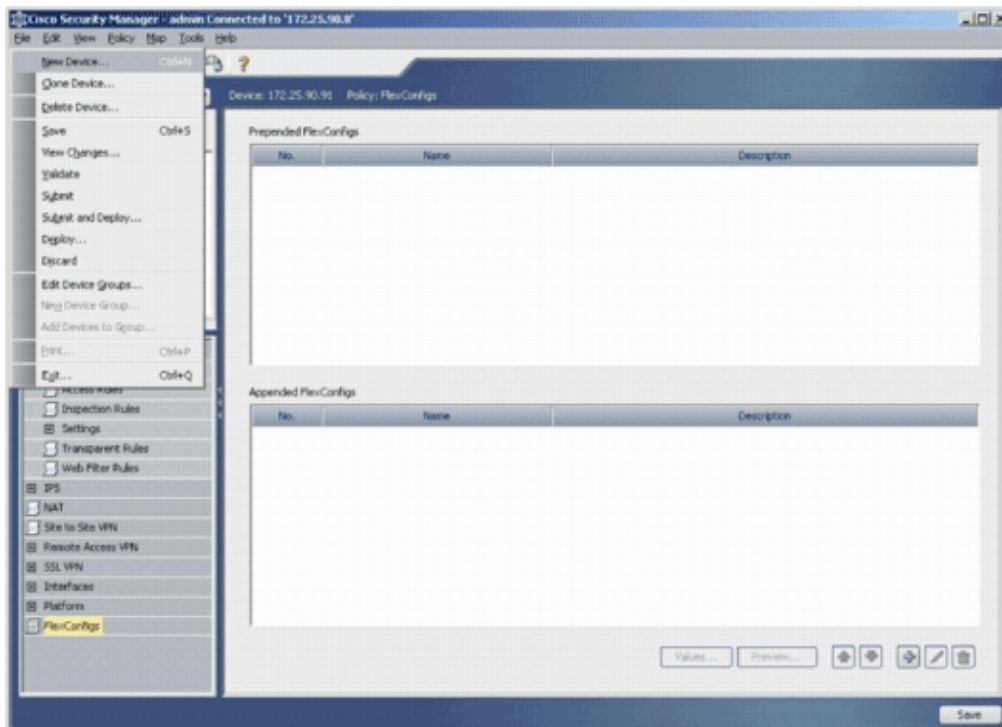 Cisco Security Manager - admin Connected to '172.25.90.8'
File Edit View Policy Map Tools Help
New Device... Ctrl+N
Clone Device...
Delete Device...
Save Ctrl+S
View Changes...
Validate
Submit
Submit and Deploy...
Deploy...
Discard
Edit Device Groups...
New Device Group...
Add Devices to Group...
Print... Ctrl+P
Exit... Ctrl+Q
Access Rules
Inspection Rules
Settings
Transparent Rules
Web Filter Rules
IPS
NAT
Site to Site VPN
Remote Access VPN
SSL VPN
Interfaces
Platform
FlexConfigs
Device: 172.25.90.91 Policy: FlexConfigs
Prepended FlexConfigs
No. Name Description
Appended FlexConfigs
No. Name Description
Values... Preview...
Save